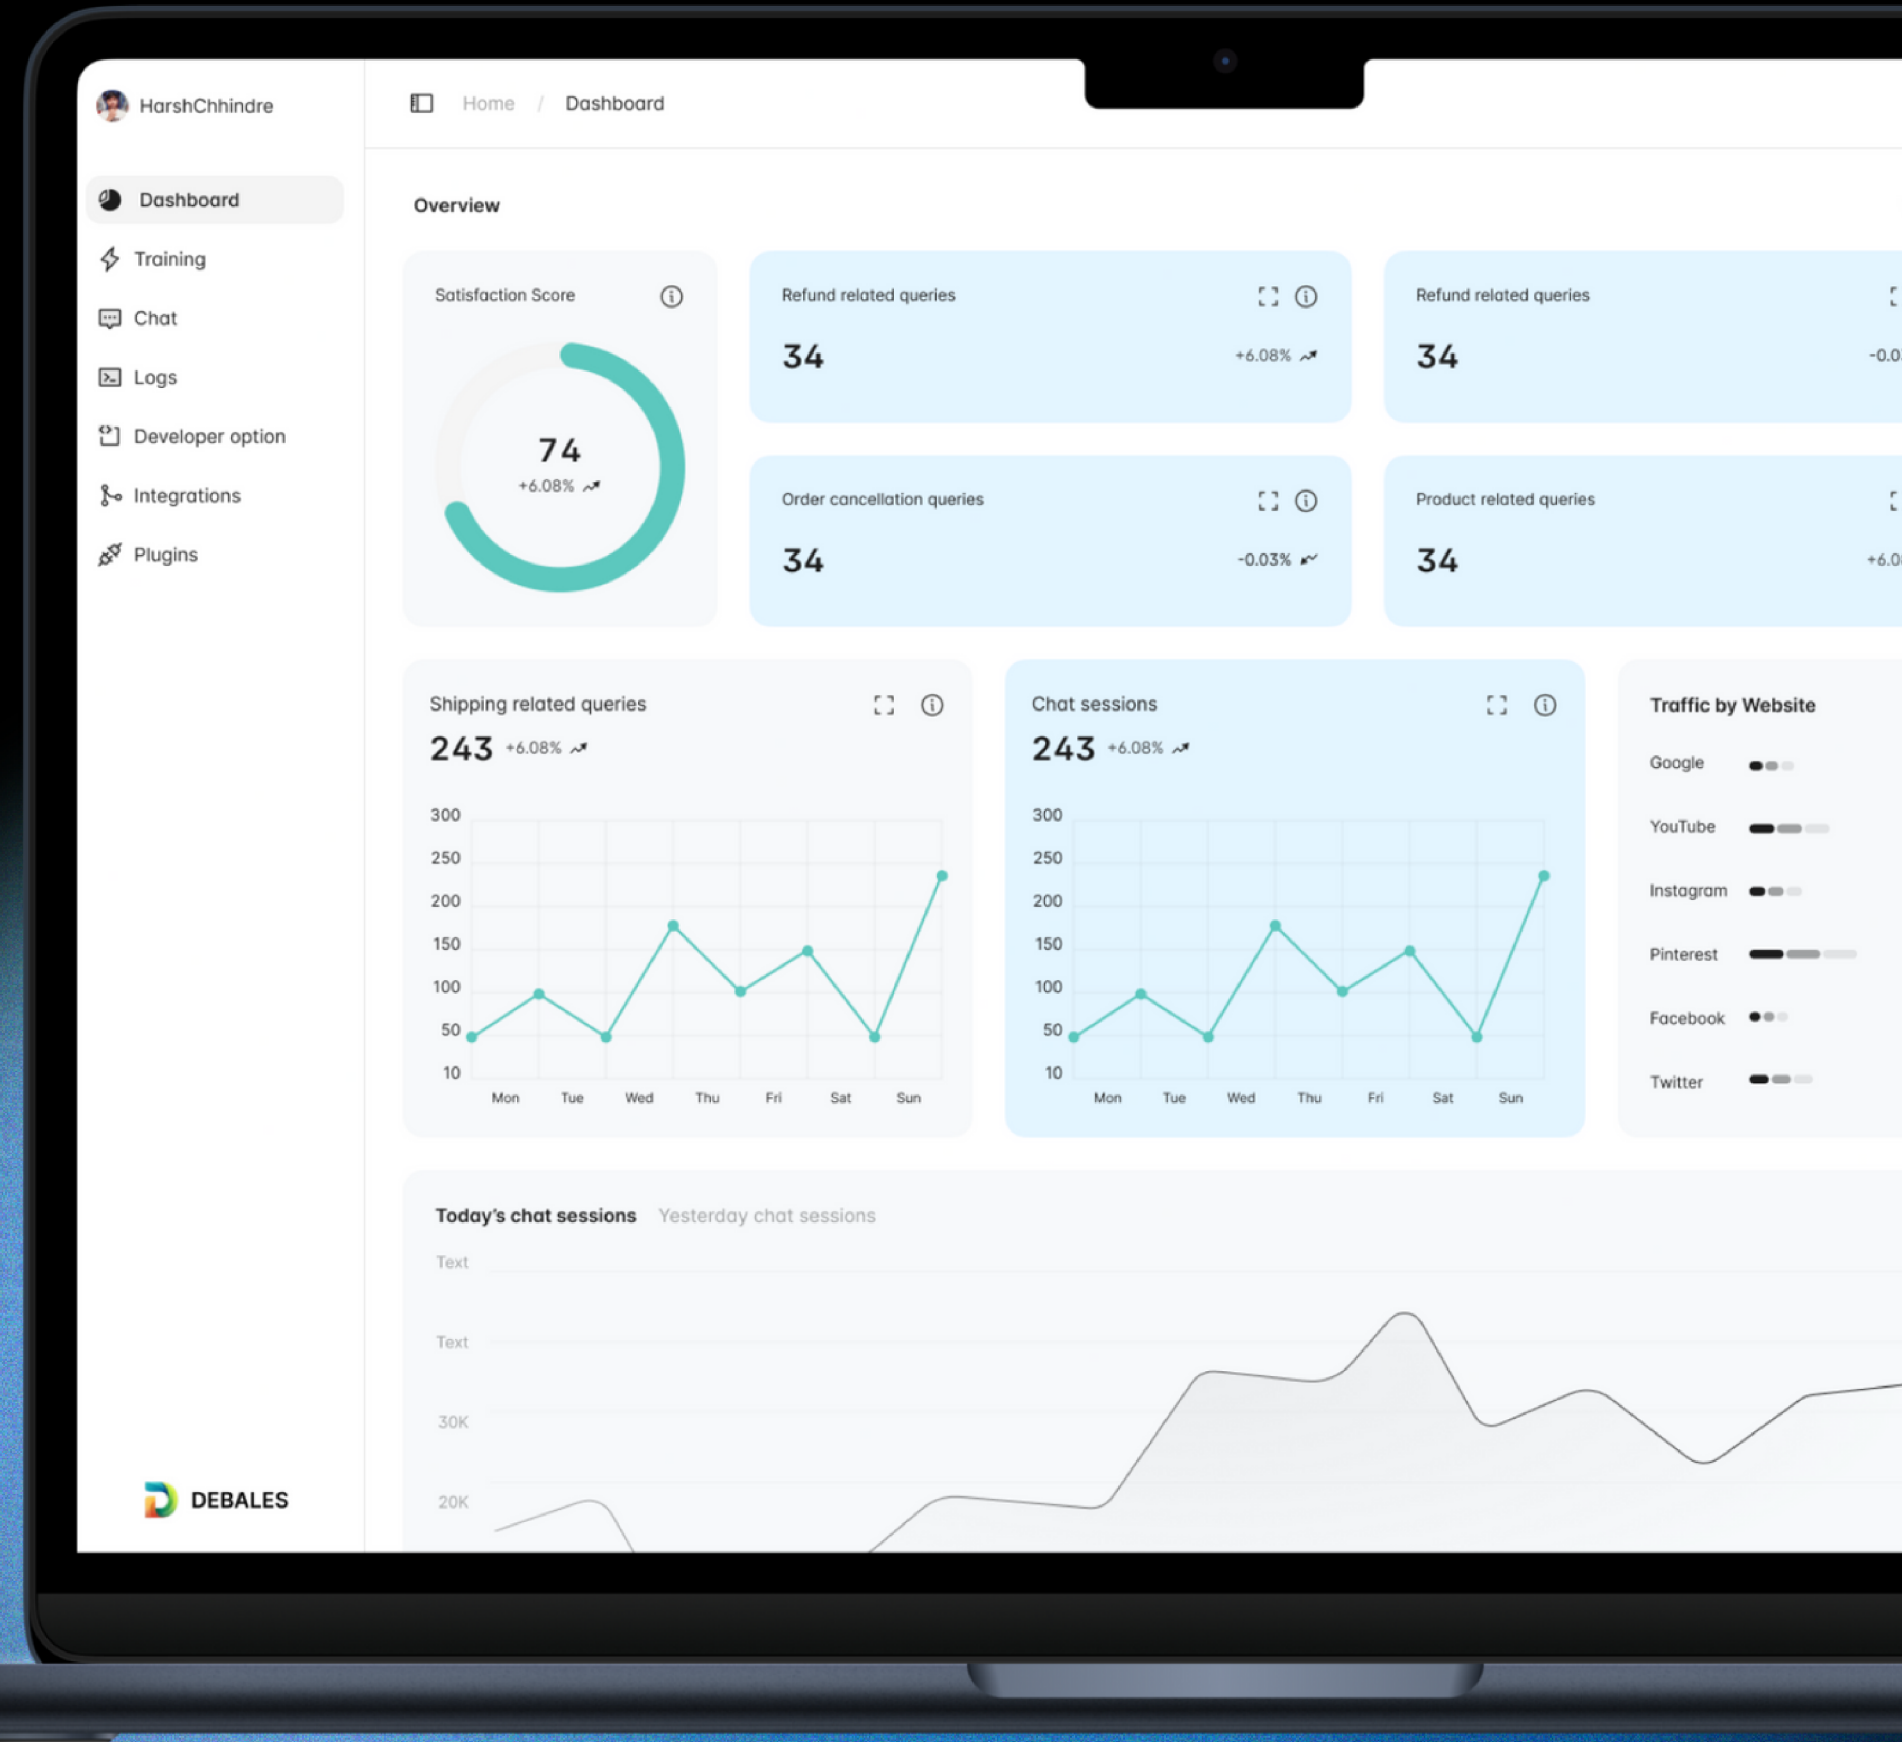 HarshChhindre
Home / Dashboard
Dashboard
Training
Chat
Logs
Developer option
Integrations
Plugins
DEBALES
Overview
Satisfaction Score
74
+6.08%
Refund related queries
34
+6.08%
Refund related queries
34
-0.0
Order cancellation queries
34
-0.03%
Product related queries
34
+6.0
Shipping related queries
243 +6.08%
300
250
200
150
100
50
10
Mon Tue Wed Thu Fri Sat Sun
Chat sessions
243 +6.08%
300
250
200
150
100
50
10
Mon Tue Wed Thu Fri Sat Sun
Traffic by Website
Google
YouTube
Instagram
Pinterest
Facebook
Twitter
Today's chat sessions Yesterday chat sessions
Text
Text
30K
20K